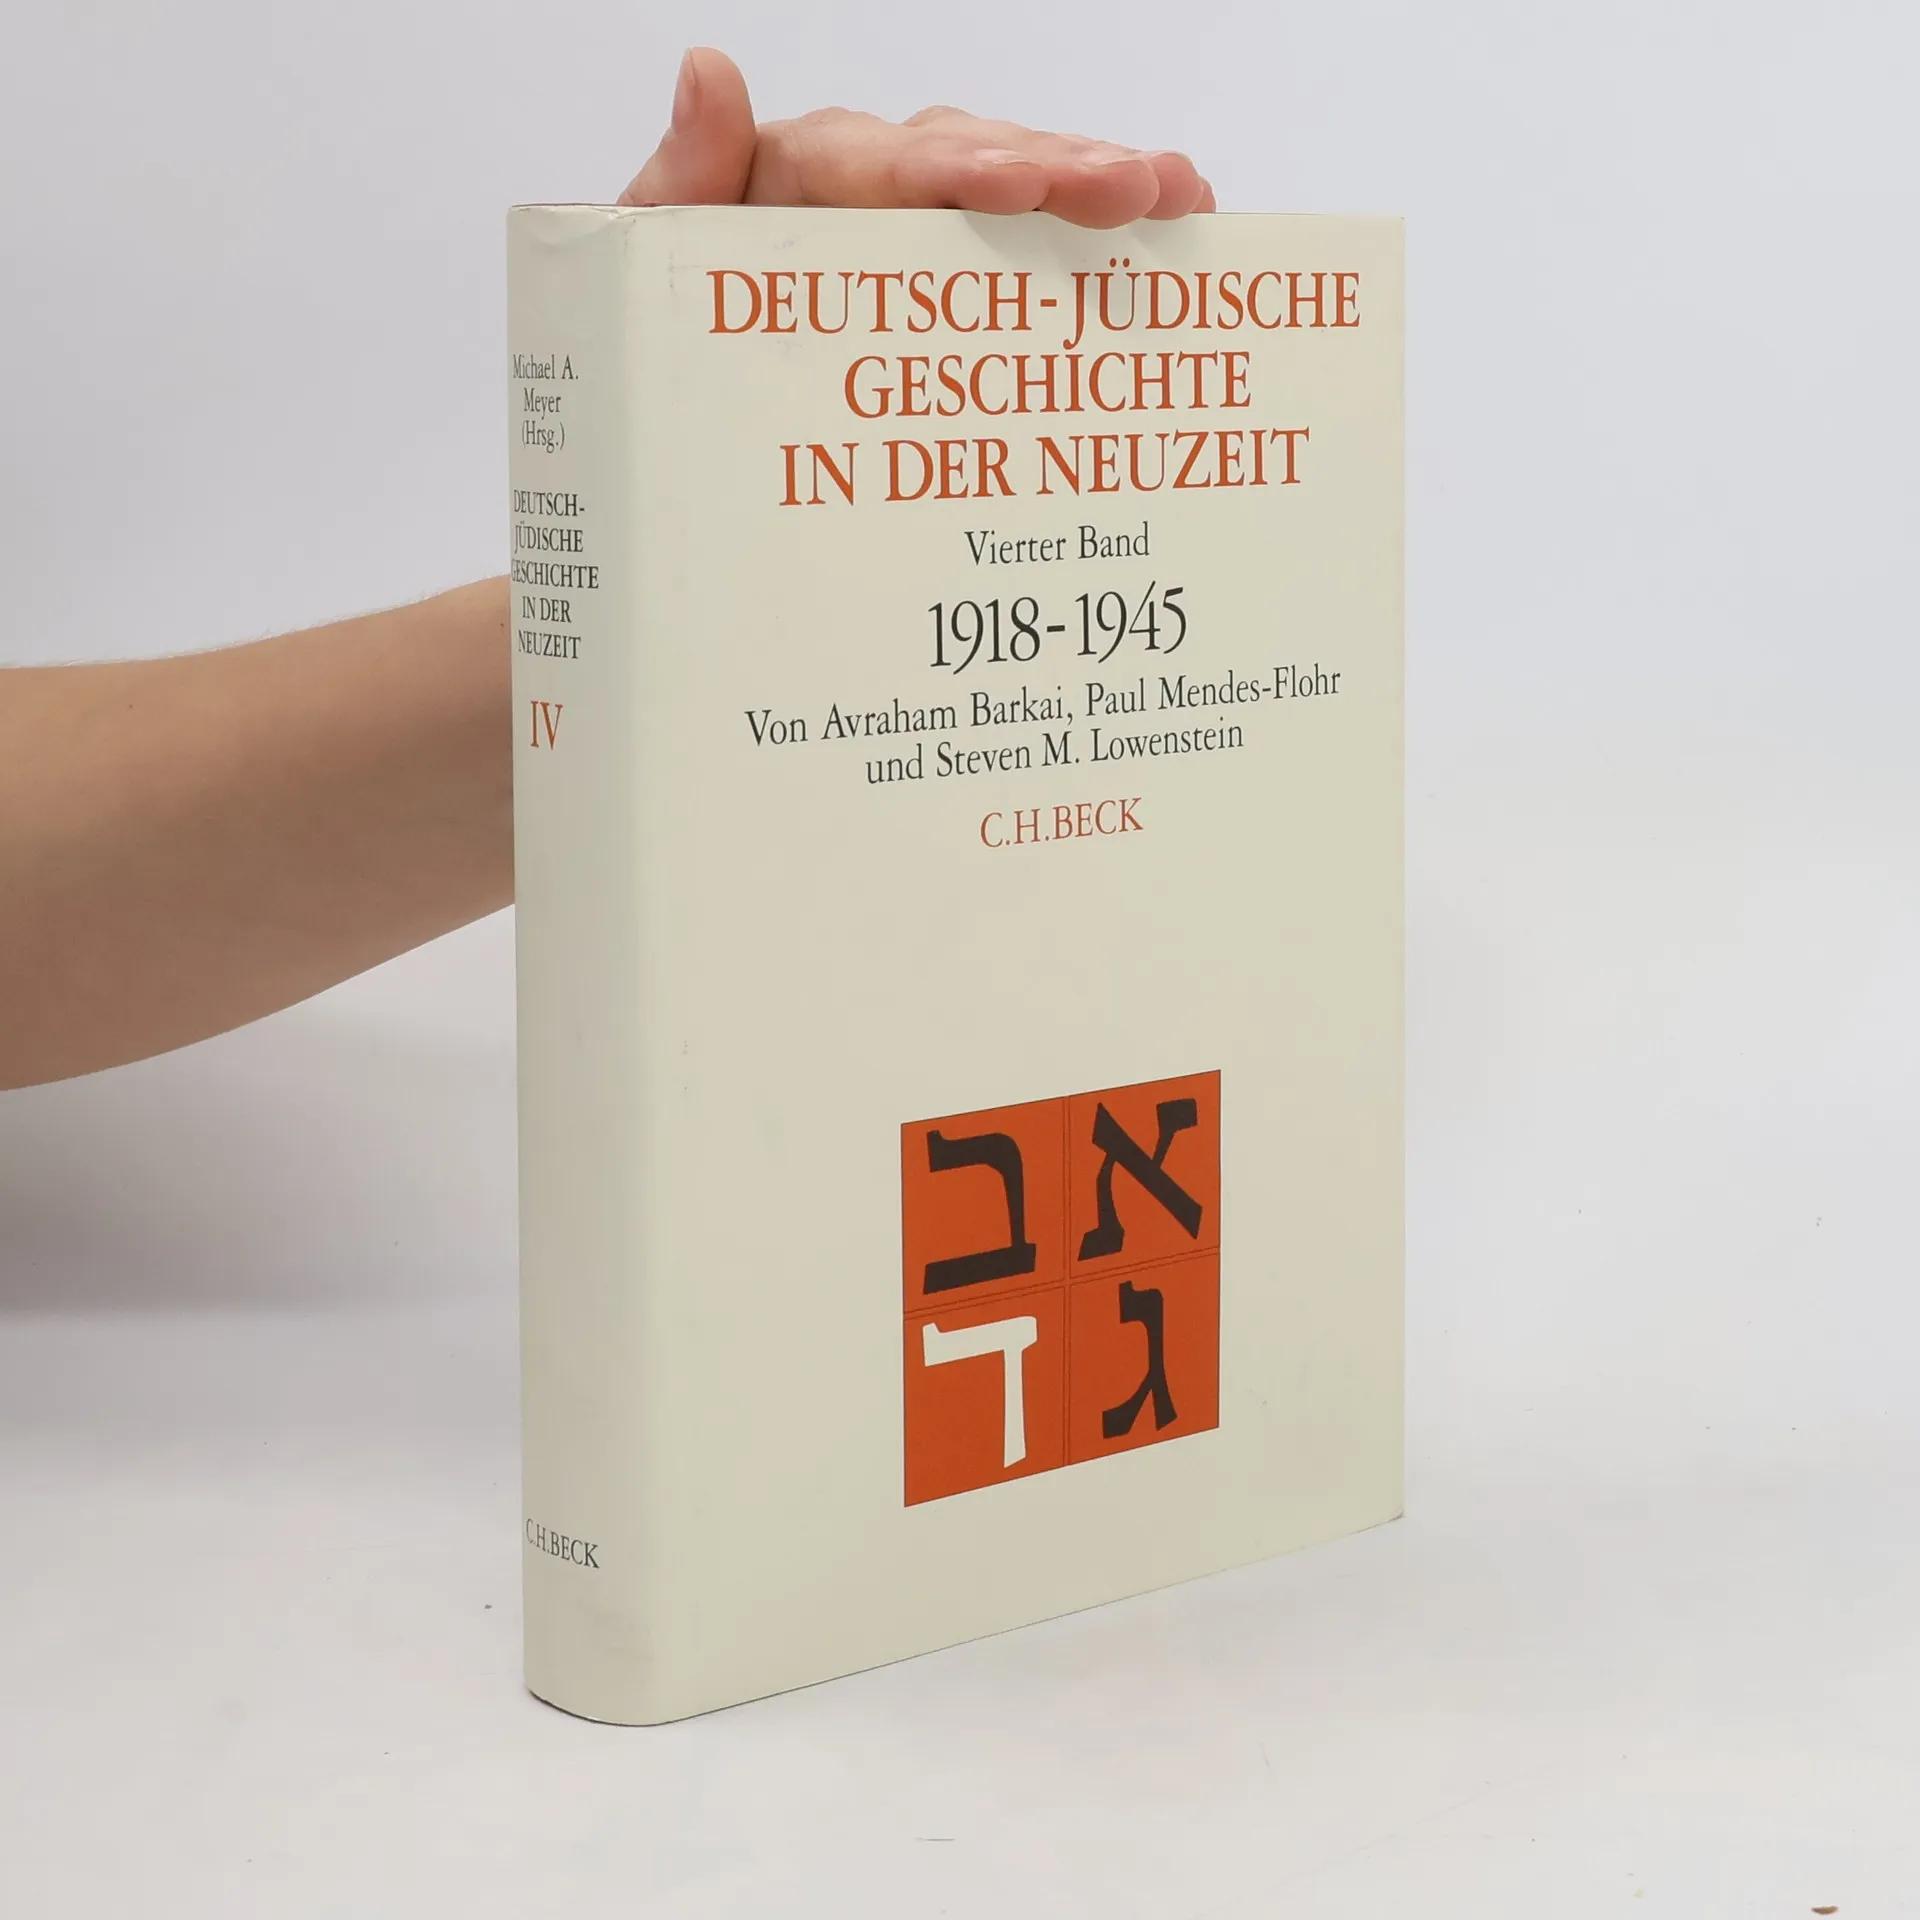 DEUTSCH-JÜDISCHE
GESCHICHTE
IN DER NEUZEIT
Vierter Band
1918-1945
Von Avraham Barkai, Paul Mendes-Flohr
und Steven M. Lowenstein
C.H.BECK
א ב
ג ד
Michael A.
Meyer
(Hrsg.)
DEUTSCH-
JÜDISCHE
GESCHICHTE
IN DER
NEUZEIT
IV
C.H.BECK